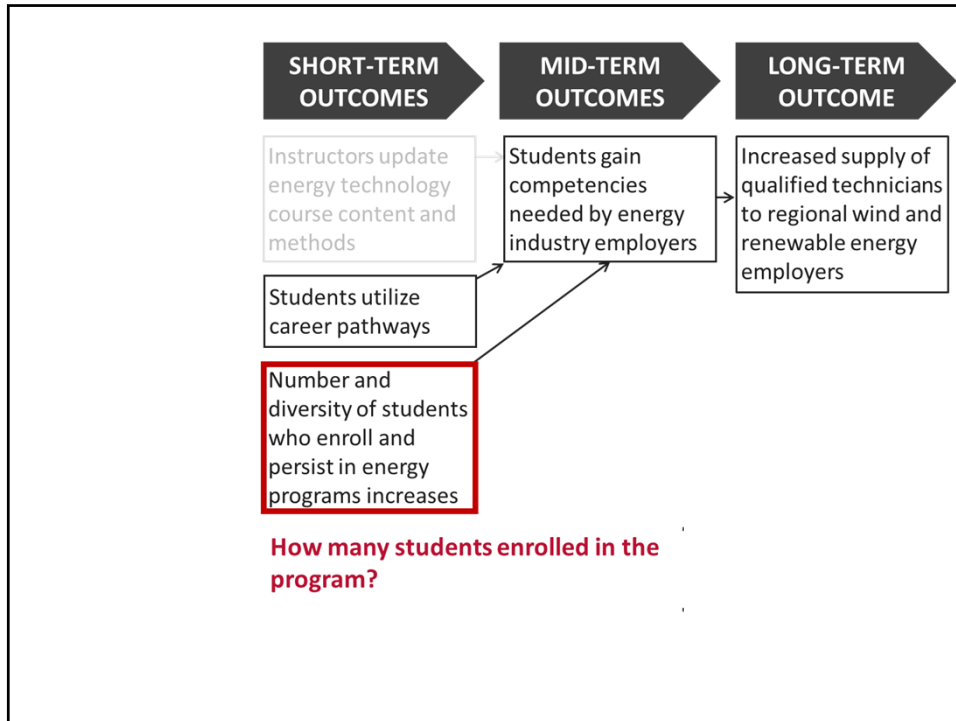 SHORT-TERM
OUTCOMES
MID-TERM
OUTCOMES
LONG-TERM
OUTCOME
Instructors update
energy technology
course content and
methods
Students gain
competencies
needed by energy
industry employers
Increased supply of
qualified technicians
to regional wind and
renewable energy
employers
Students utilize
career pathways
Number and
diversity of students
who enroll and
persist in energy
programs increases
How many students enrolled in the
program?